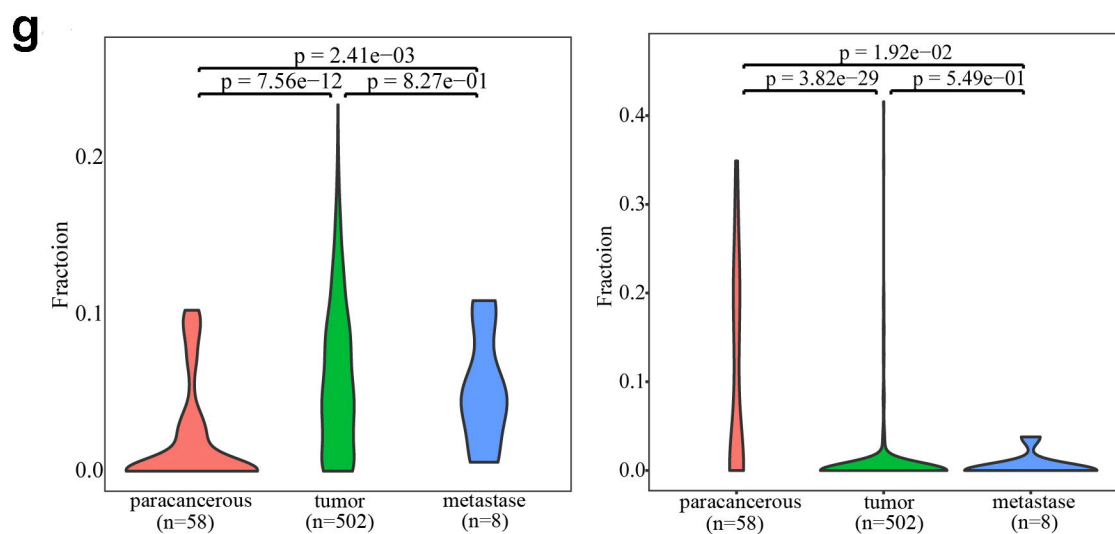 g
p = 2.41e−03
p = 7.56e−12
p = 8.27e−01
0.2
0.1
0.0
Fractoion
paracancerous
(n=58)
tumor
(n=502)
metastase
(n=8)
p = 1.92e−02
p = 3.82e−29
p = 5.49e−01
0.4
0.3
0.2
0.1
0.0
Fractoion
paracancerous
(n=58)
tumor
(n=502)
metastase
(n=8)